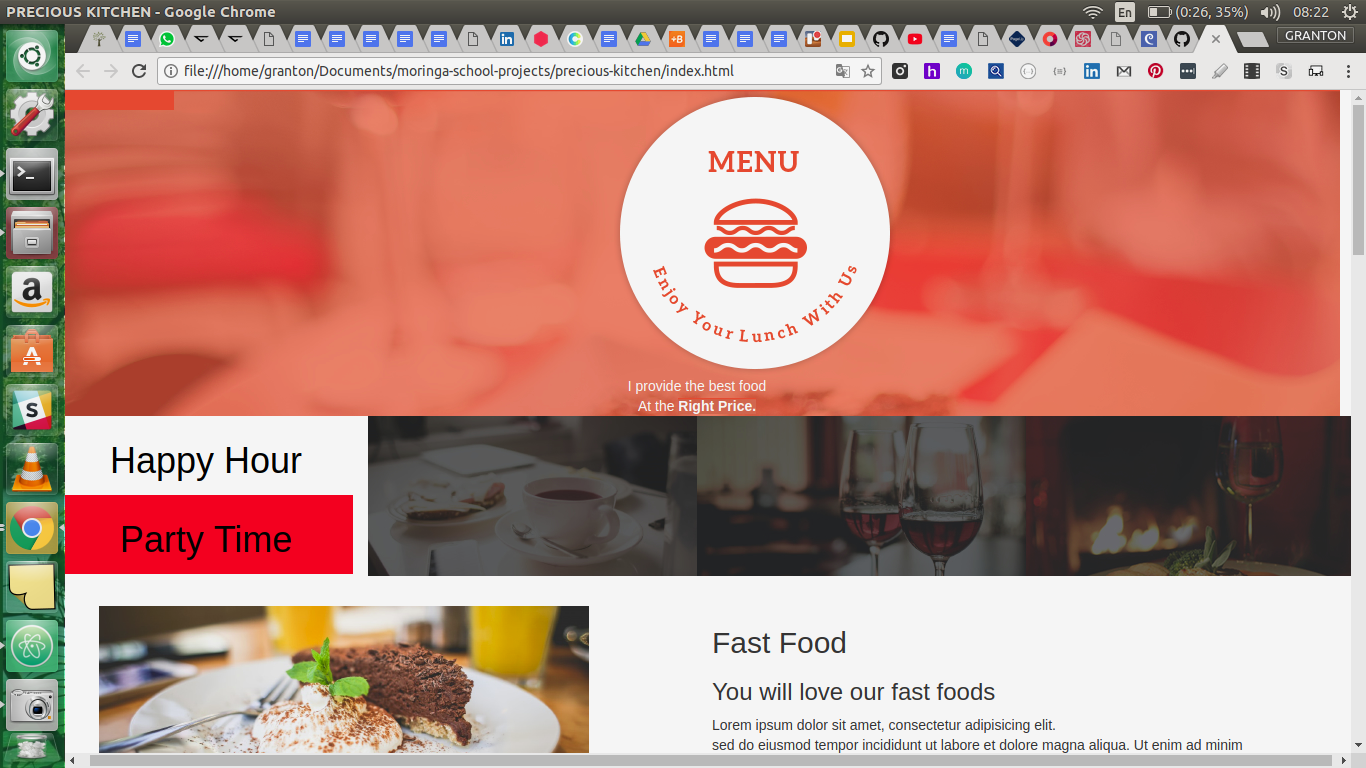 PRECIOUS KITCHEN - Google Chrome
En
(0:26, 35%)
08:22
+B
GRANTON
file:///home/granton/Documents/moringa-school-projects/precious-kitchen/index.html
MENU
Enjoy Your Lunch With Us
I provide the best food
At the Right Price.
Happy Hour
Party Time
Fast Food
You will love our fast foods
Lorem ipsum dolor sit amet, consectetur adipisicing elit.
sed do eiusmod tempor incididunt ut labore et dolore magna aliqua. Ut enim ad minim